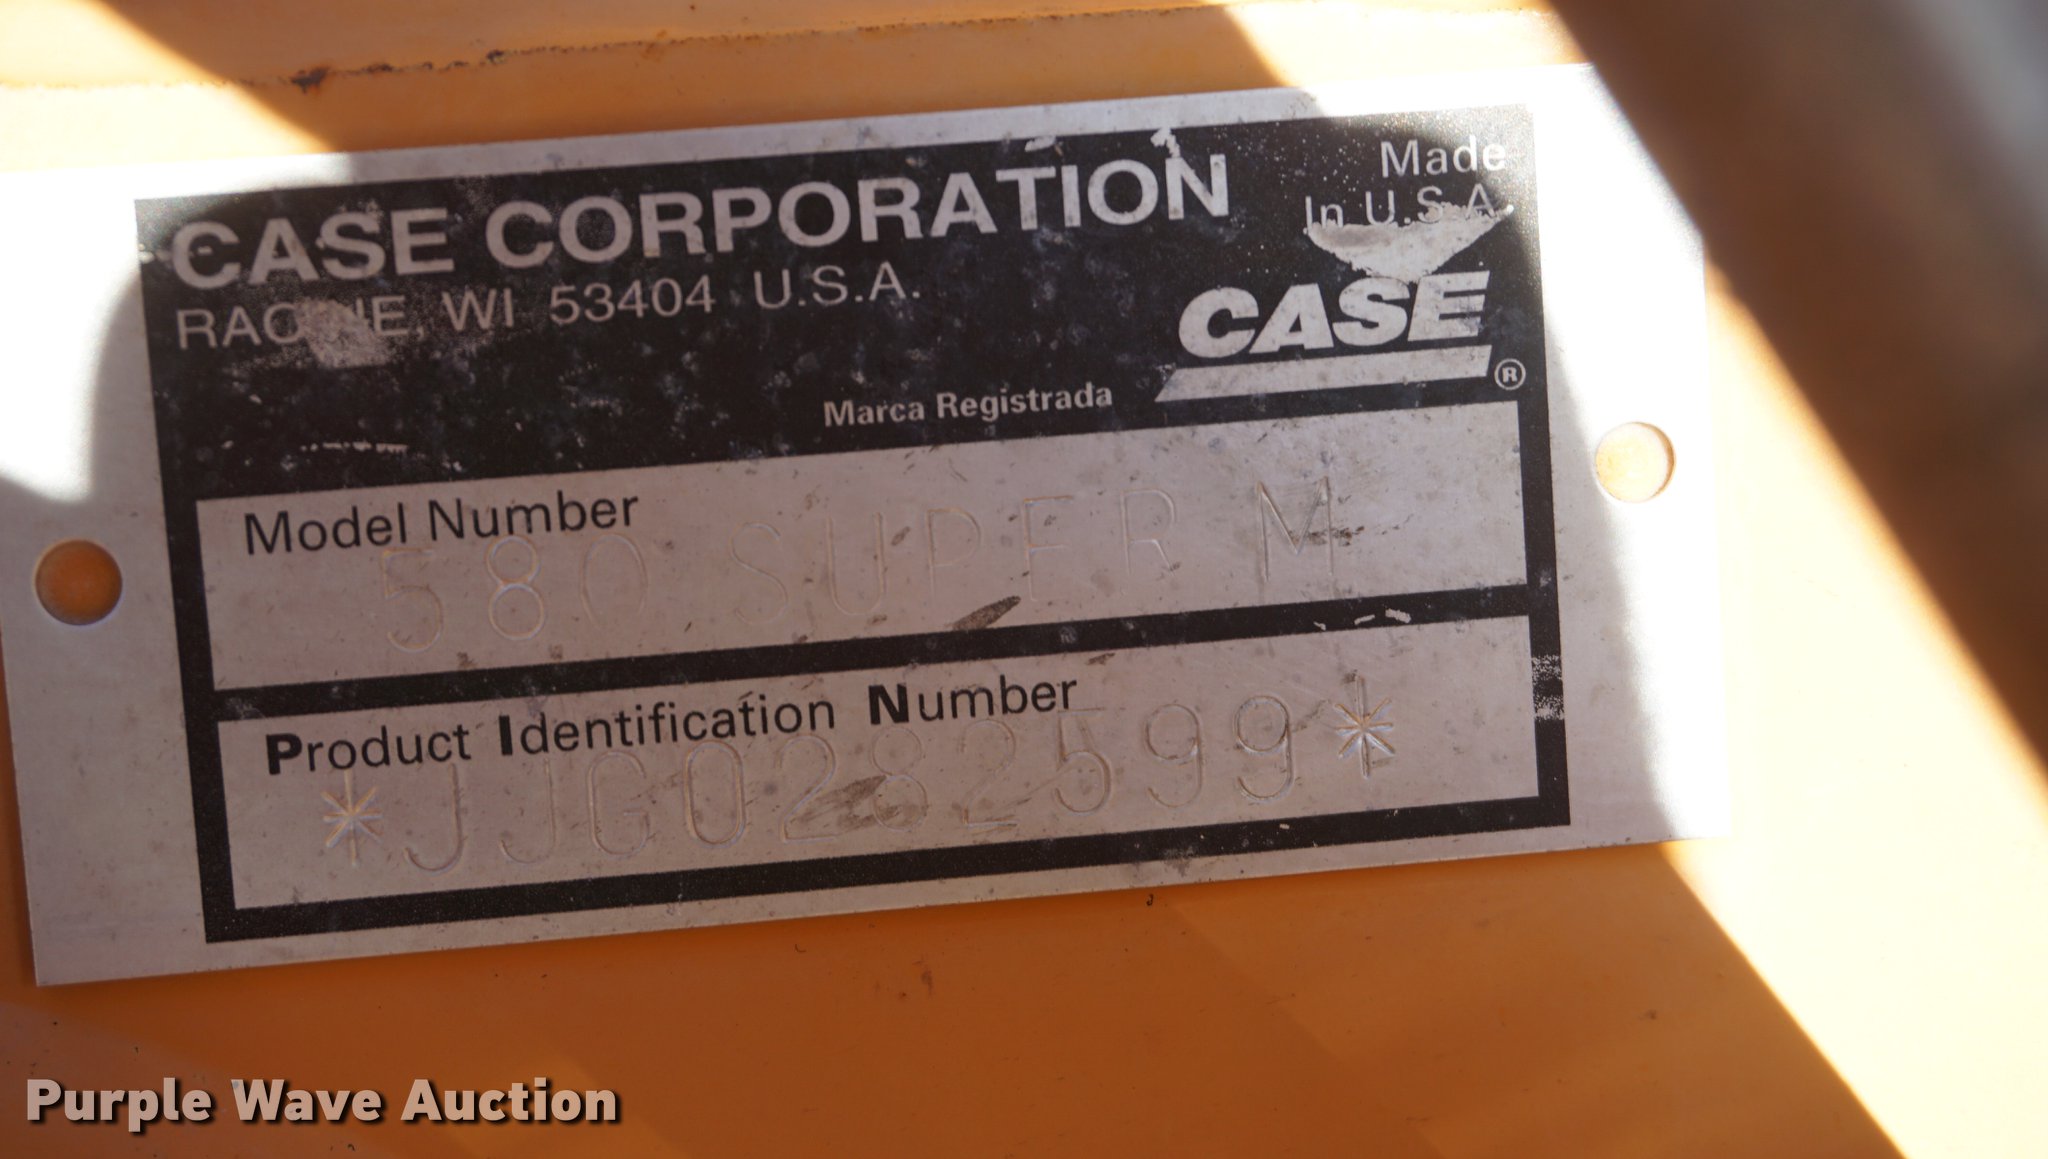 CASE CORPORATION
RACINE, WI 53404 U.S.A.
Made
In U.S.A.
CASE®
Marca Registrada
Model Number
580 SUPER M
Product Identification Number
*JJG0282599*
Purple Wave Auction